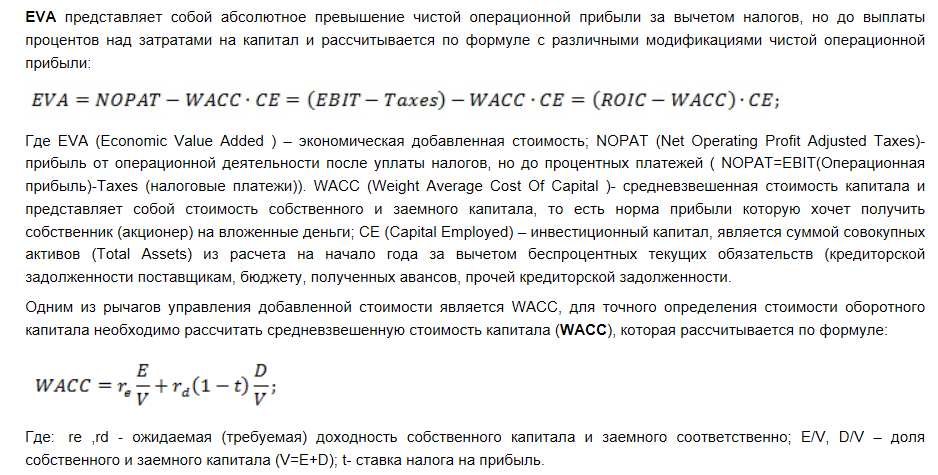 EVA представляет собой абсолютное превышение чистой операционной прибыли за вычетом налогов, но до выплаты
процентов над затратами на капитал и рассчитывается по формуле с различными модификациями чистой операционной
прибыли:
EVA = NOPAT − WACC · CE = (EBIT − Taxes) − WACC · CE = (ROIC − WACC) · CE;
Где EVA (Economic Value Added ) – экономическая добавленная стоимость; NOPAT (Net Operating Profit Adjusted Taxes)-
прибыль от операционной деятельности после уплаты налогов, но до процентных платежей ( NOPAT=EBIT(Операционная
прибыль)-Taxes (налоговые платежи)). WACC (Weight Average Cost Of Capital )- средневзвешенная стоимость капитала и
представляет собой стоимость собственного и заемного капитала, то есть норма прибыли которую хочет получить
собственник (акционер) на вложенные деньги; CE (Capital Employed) – инвестиционный капитал, является суммой совокупных
активов (Total Assets) из расчета на начало года за вычетом беспроцентных текущих обязательств (кредиторской
задолженности поставщикам, бюджету, полученных авансов, прочей кредиторской задолженности.
Одним из рычагов управления добавленной стоимости является WACC, для точного определения стоимости оборотного
капитала необходимо рассчитать средневзвешенную стоимость капитала (WACC), которая рассчитывается по формуле:
WACC = rₑ E/V + r_d(1 − t) D/V;
Где: re ,rd - ожидаемая (требуемая) доходность собственного капитала и заемного соответственно; E/V, D/V – доля
собственного и заемного капитала (V=E+D); t- ставка налога на прибыль.